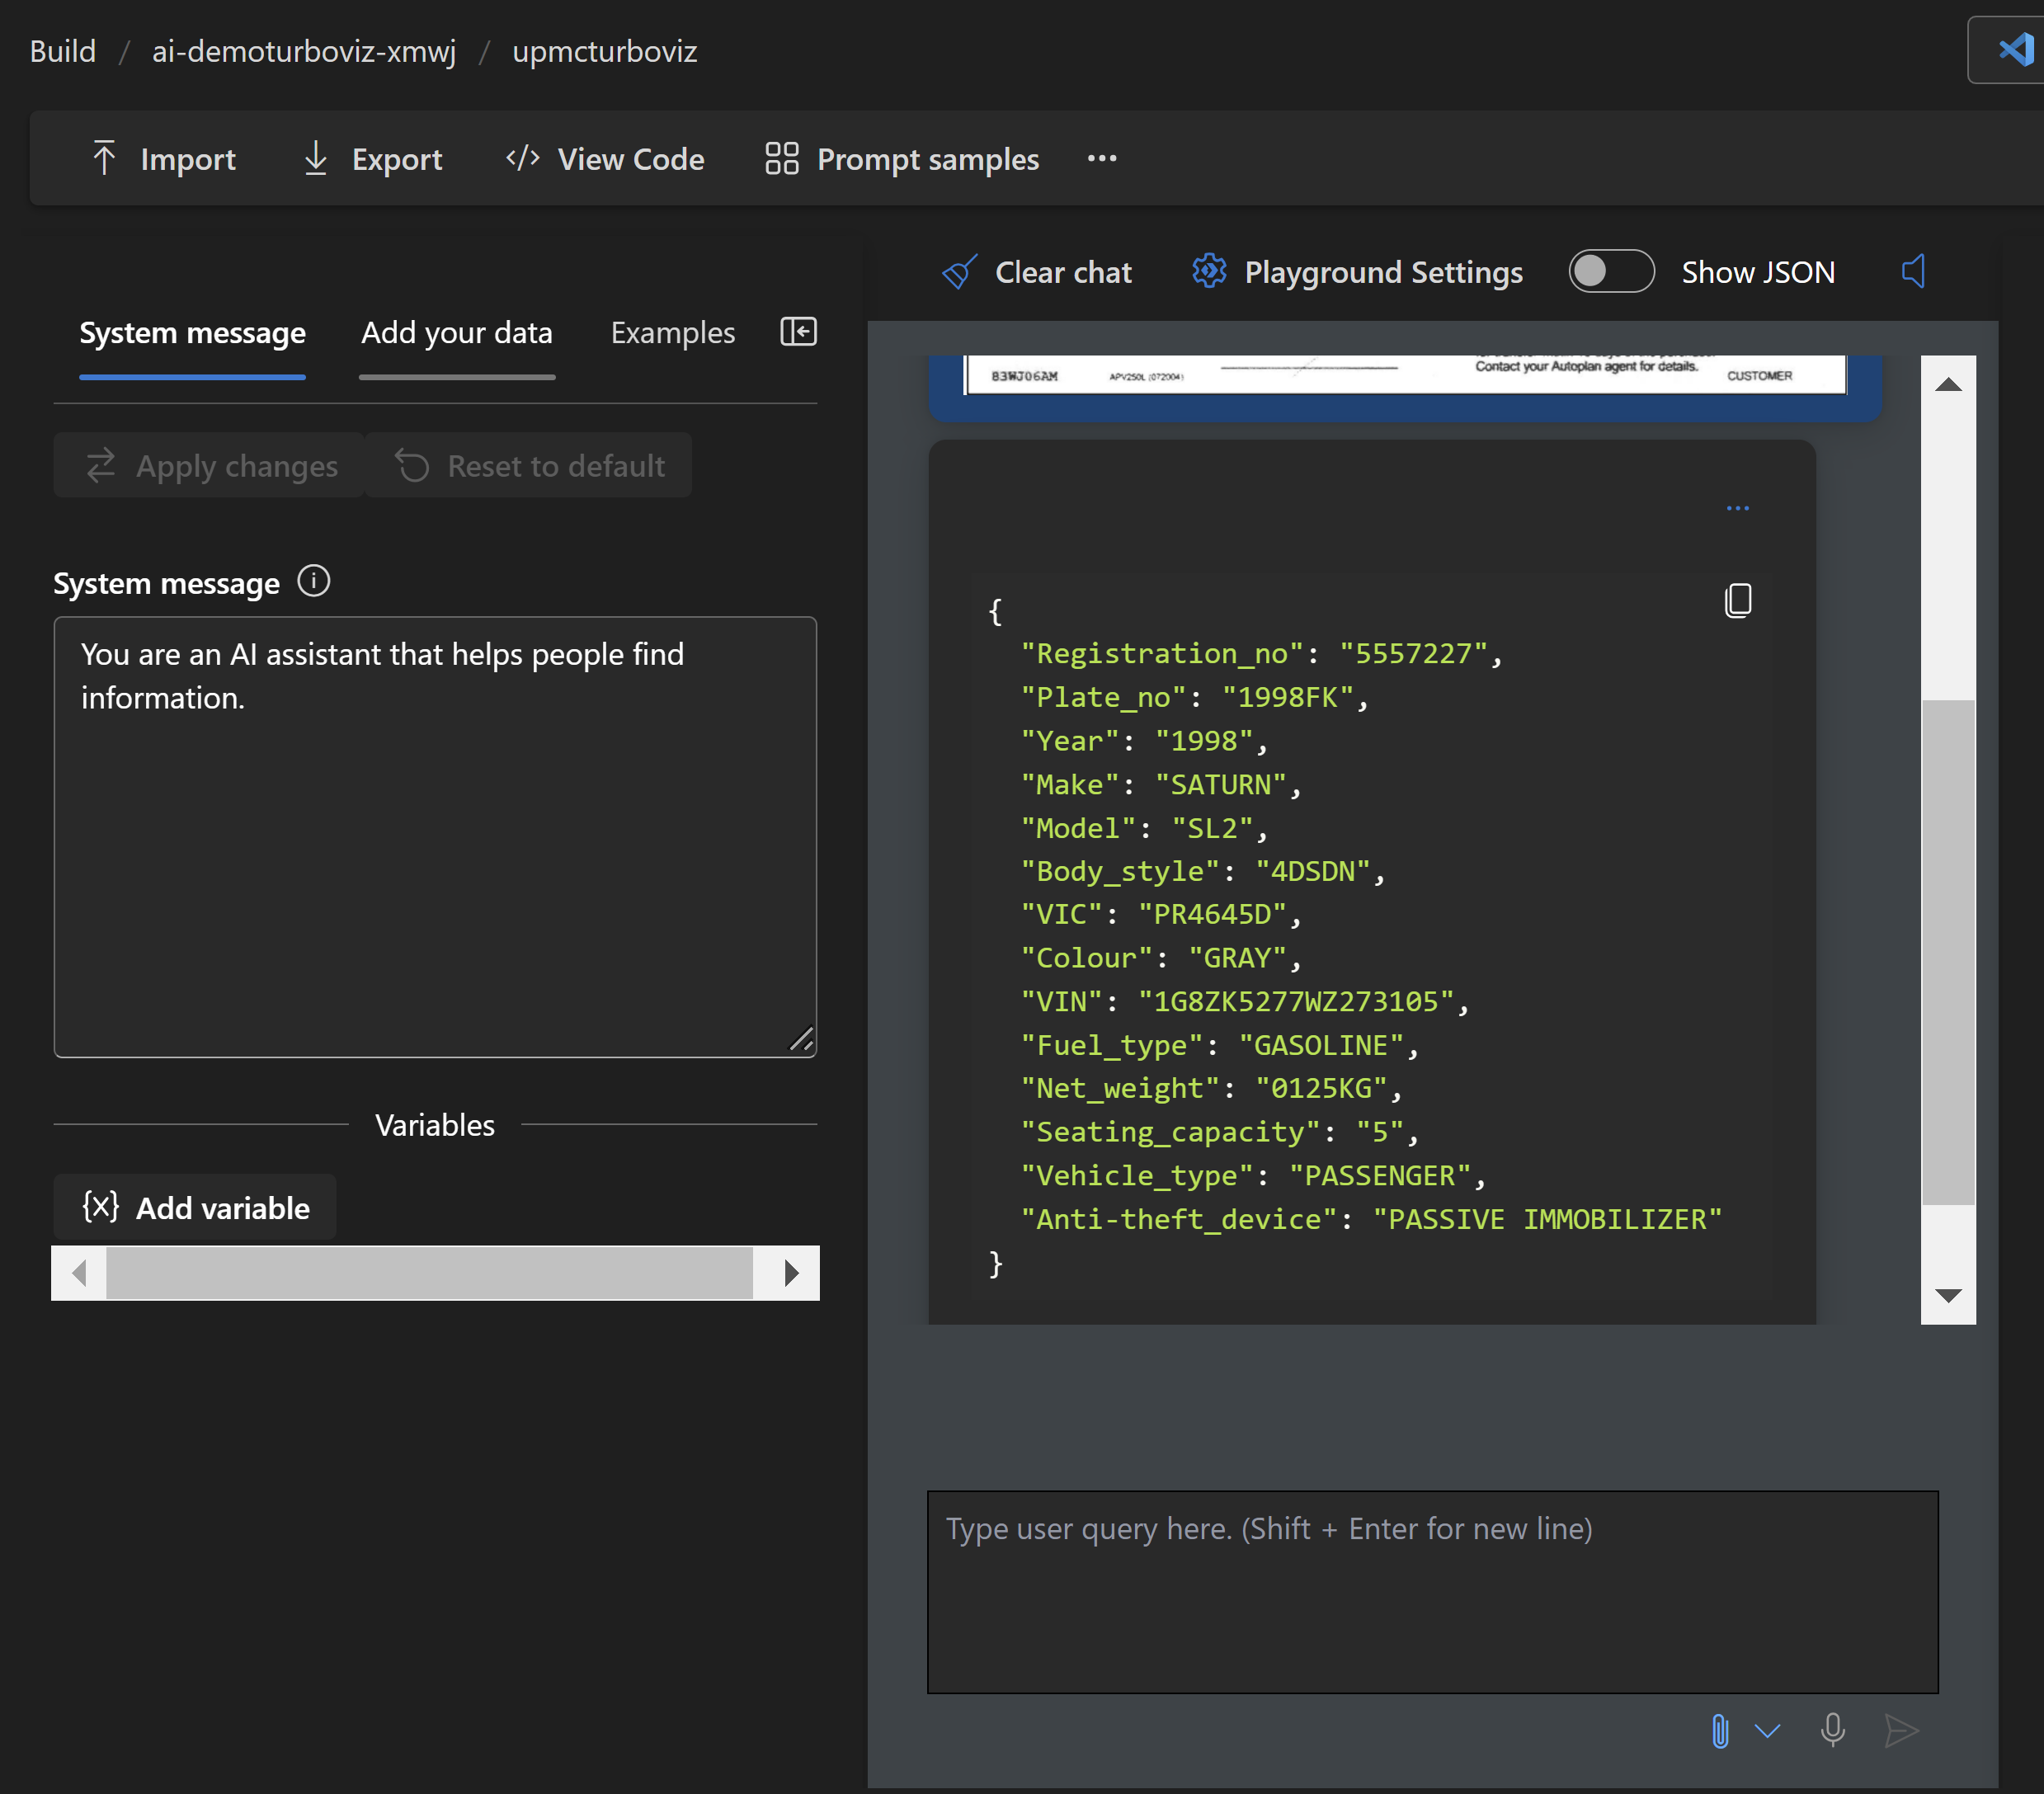 Build / ai-demoturboviz-xmwj / upmcturboviz
Import Export </> View Code Prompt samples ...
Clear chat Playground Settings Show JSON
System message Add your data Examples
Contact your Autoplan agent for details.
83WJ06AM APV250L (072004) CUSTOMER
Apply changes Reset to default
System message
You are an AI assistant that helps people find
information.
Variables
{x} Add variable
{
"Registration_no": "5557227",
"Plate_no": "1998FK",
"Year": "1998",
"Make": "SATURN",
"Model": "SL2",
"Body_style": "4DSDN",
"VIC": "PR4645D",
"Colour": "GRAY",
"VIN": "1G8ZK5277WZ273105",
"Fuel_type": "GASOLINE",
"Net_weight": "0125KG",
"Seating_capacity": "5",
"Vehicle_type": "PASSENGER",
"Anti-theft_device": "PASSIVE IMMOBILIZER"
}
Type user query here. (Shift + Enter for new line)